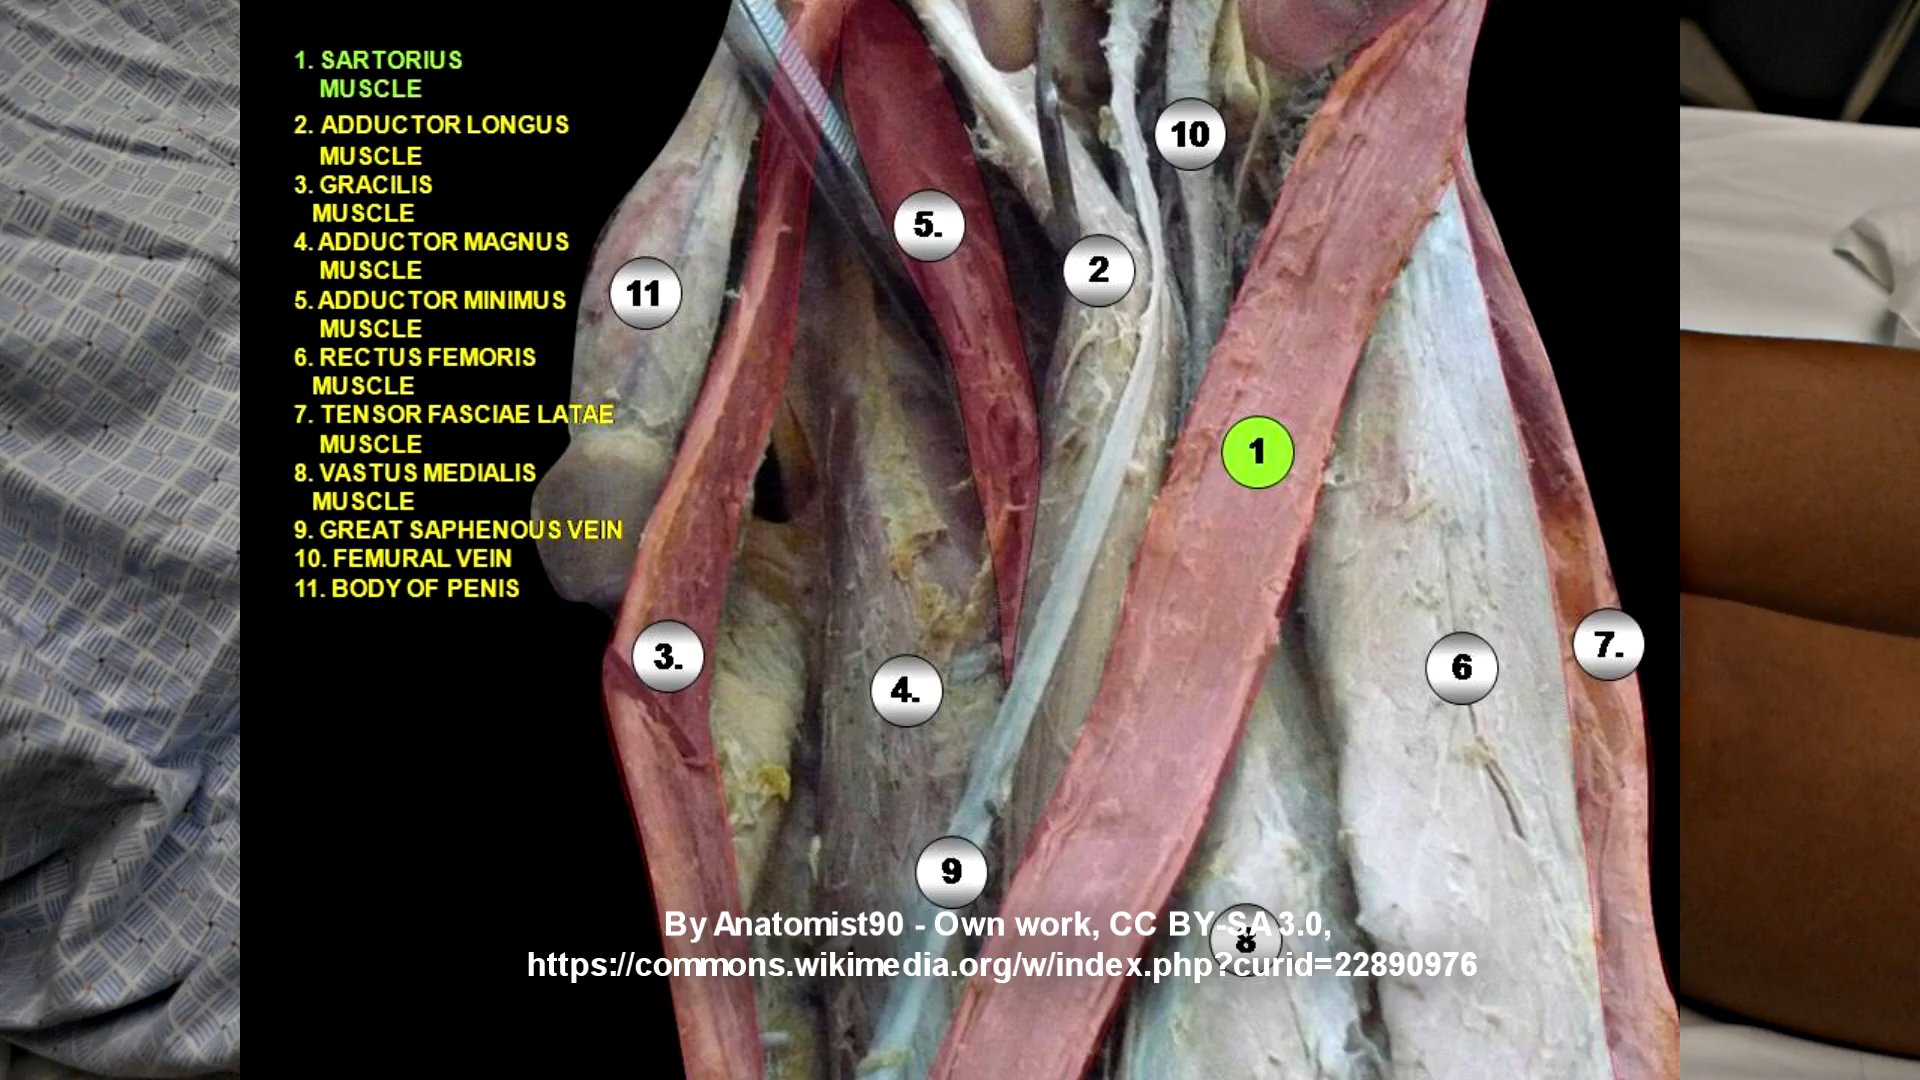 1. SARTORIUS
MUSCLE
2. ADDUCTOR LONGUS
MUSCLE
3. GRACILIS
MUSCLE
4. ADDUCTOR MAGNUS
MUSCLE
5. ADDUCTOR MINIMUS
MUSCLE
6. RECTUS FEMORIS
MUSCLE
7. TENSOR FASCIAE LATAE
MUSCLE
8. VASTUS MEDIALIS
MUSCLE
9. GREAT SAPHENOUS VEIN
10. FEMURAL VEIN
11. BODY OF PENIS
10
5.
2
11
1
3.
7.
6
4.
9
8
By Anatomist90 - Own work, CC BY-SA 3.0,
https://commons.wikimedia.org/w/index.php?curid=22890976